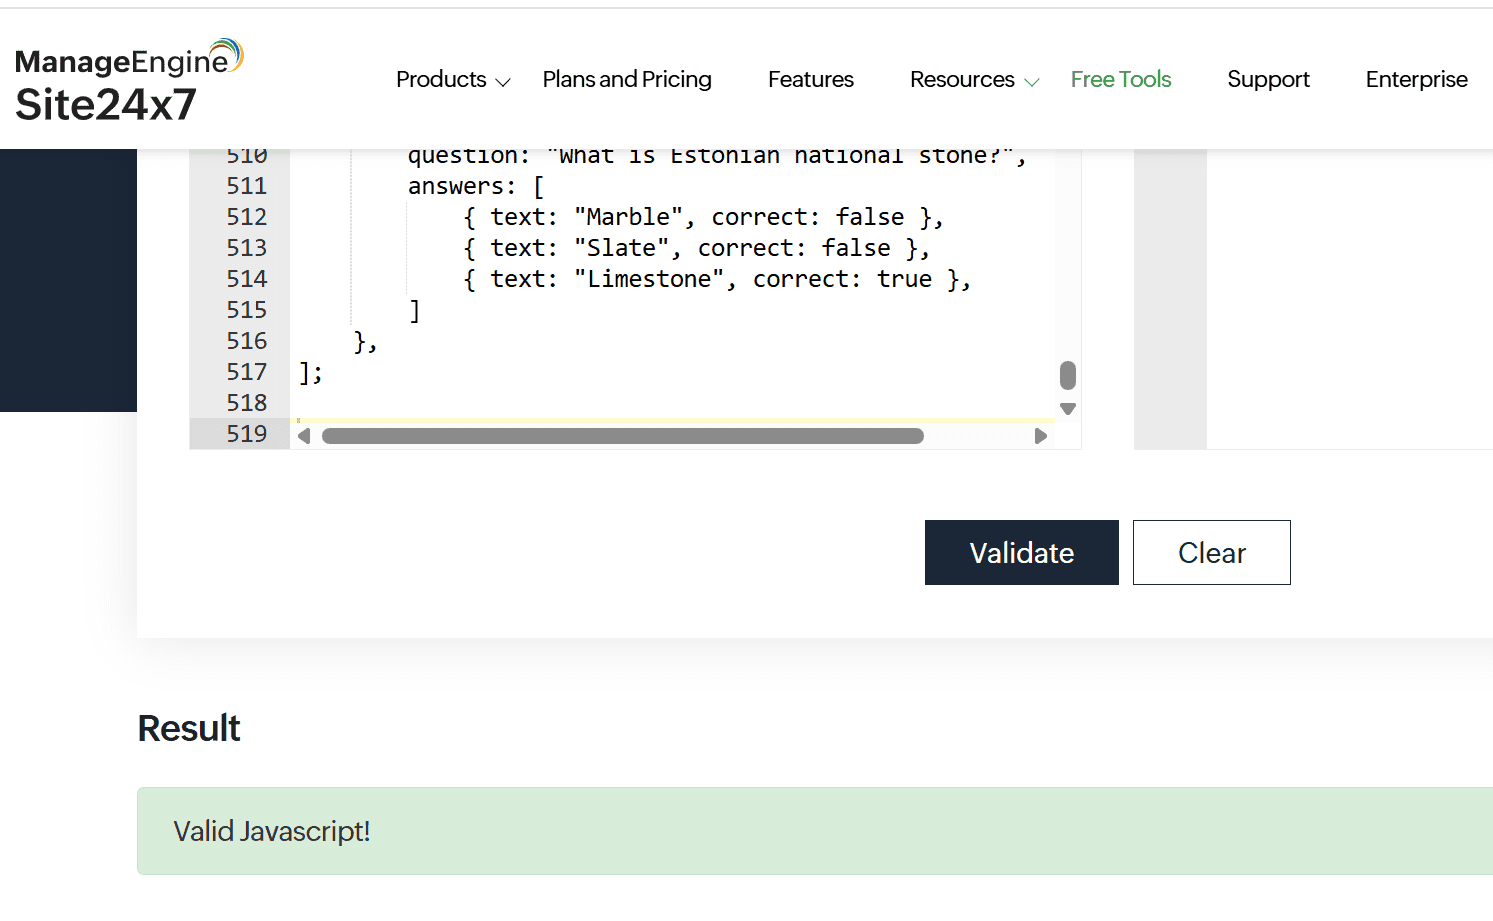 ManageEngine
Site24x7
Products
Plans and Pricing
Features
Resources
Free Tools
Support
Enterprise
510 question: "What is Estonian national stone?",
511 answers: [
512 { text: "Marble", correct: false },
513 { text: "Slate", correct: false },
514 { text: "Limestone", correct: true },
515 ]
516 },
517 ];
518
519
Validate
Clear
Result
Valid Javascript!